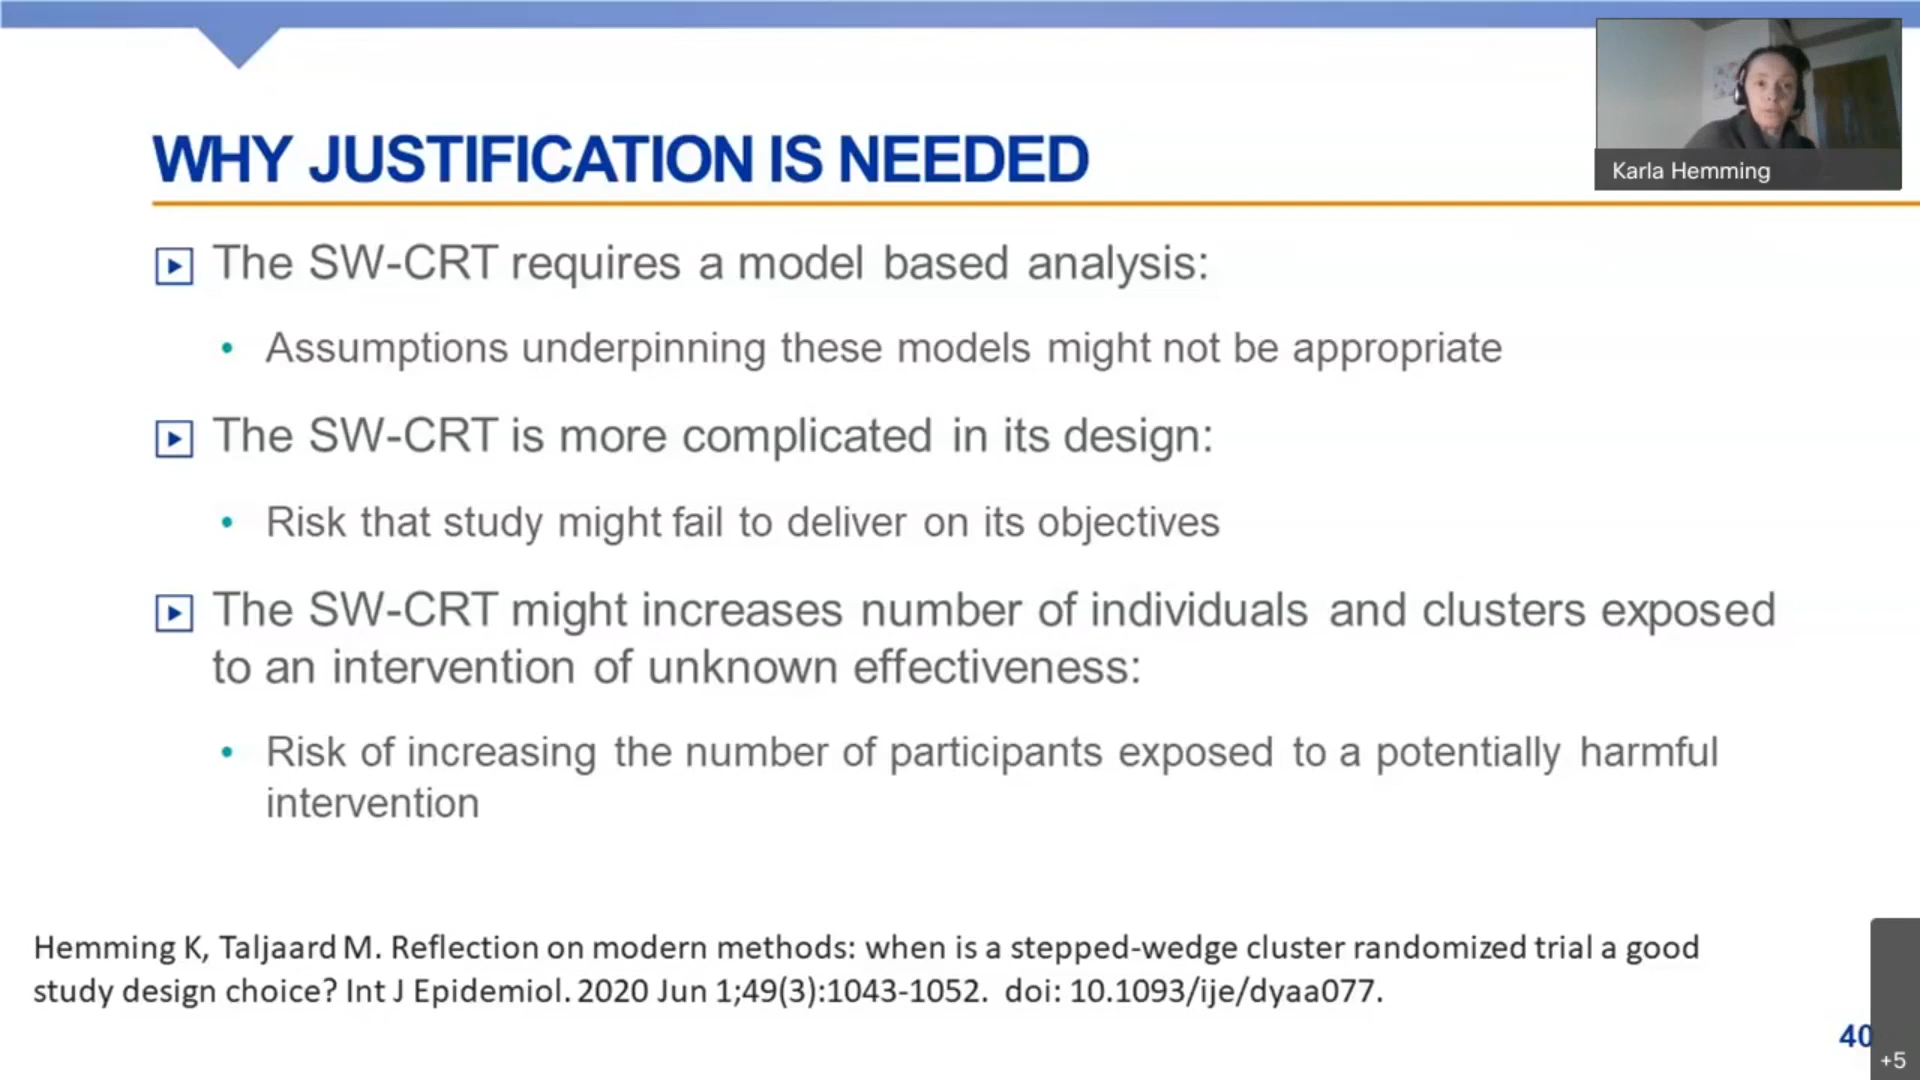 Karla Hemming
WHY JUSTIFICATION IS NEEDED
The SW-CRT requires a model based analysis:
• Assumptions underpinning these models might not be appropriate
The SW-CRT is more complicated in its design:
• Risk that study might fail to deliver on its objectives
The SW-CRT might increases number of individuals and clusters exposed
to an intervention of unknown effectiveness:
• Risk of increasing the number of participants exposed to a potentially harmful
intervention
Hemming K, Taljaard M. Reflection on modern methods: when is a stepped-wedge cluster randomized trial a good
study design choice? Int J Epidemiol. 2020 Jun 1;49(3):1043-1052. doi: 10.1093/ije/dyaa077.
40
+5